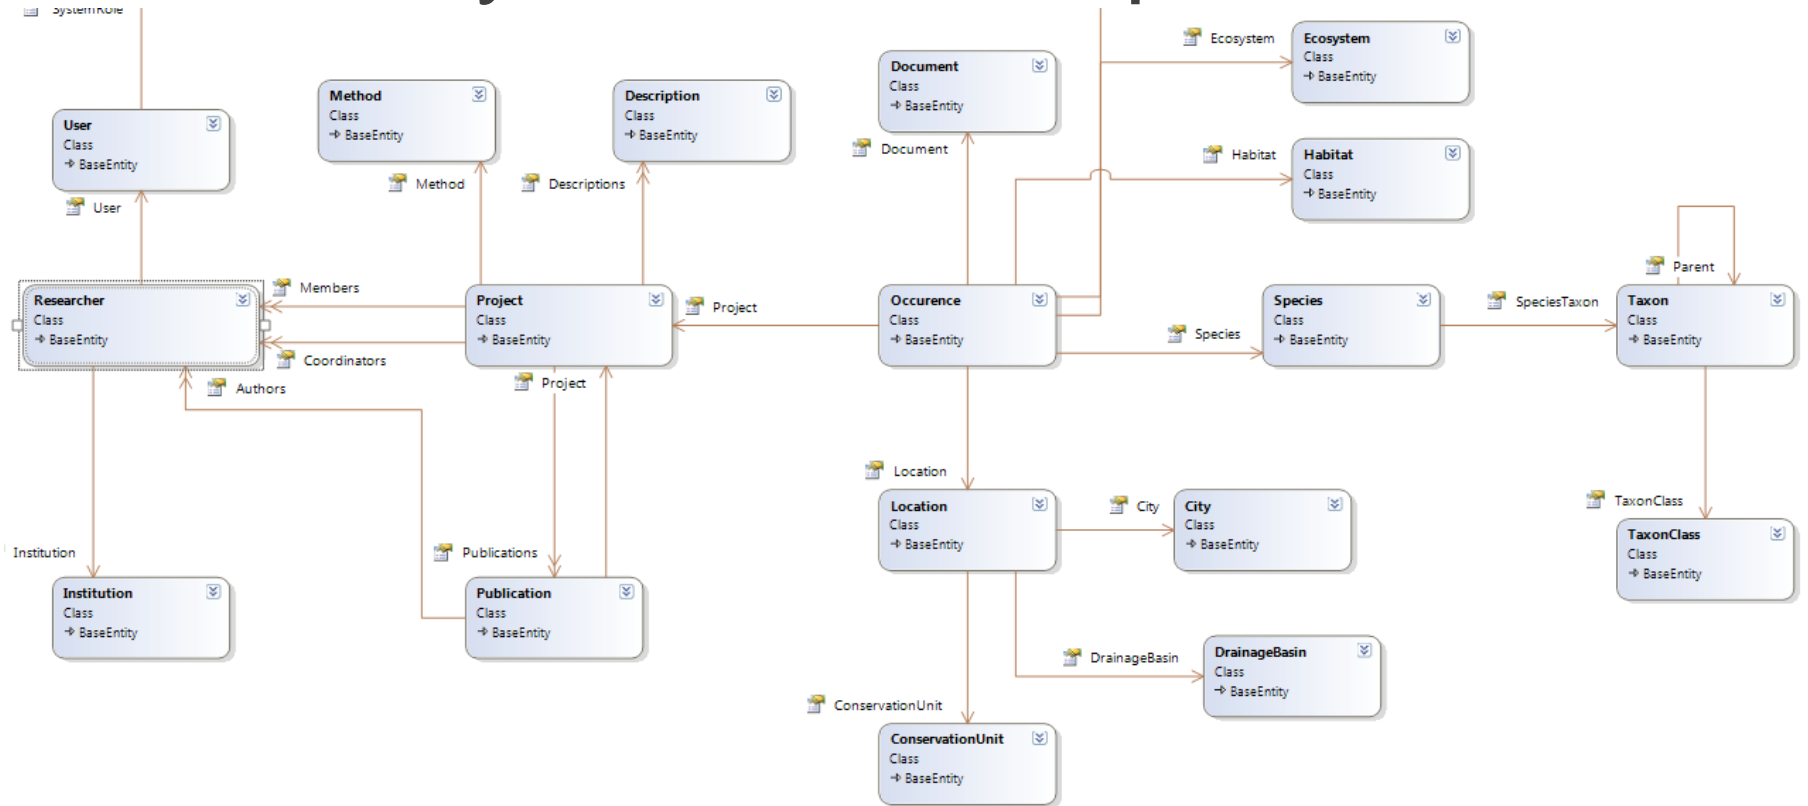 SystemRole
Ecosystem
Ecosystem
Class
BaseEntity
Document
Class
BaseEntity
Method
Class
BaseEntity
Description
Class
BaseEntity
User
Class
BaseEntity
Document
Habitat
Habitat
Class
BaseEntity
Method
Descriptions
User
Parent
Members
Researcher
Class
BaseEntity
Project
Class
BaseEntity
Project
Occurence
Class
BaseEntity
Species
Species
Class
BaseEntity
SpeciesTaxon
Taxon
Class
BaseEntity
Coordinators
Authors
Project
Location
Location
Class
BaseEntity
City
City
Class
BaseEntity
TaxonClass
TaxonClass
Class
BaseEntity
Institution
Institution
Class
BaseEntity
Publications
Publication
Class
BaseEntity
DrainageBasin
DrainageBasin
Class
BaseEntity
ConservationUnit
ConservationUnit
Class
BaseEntity